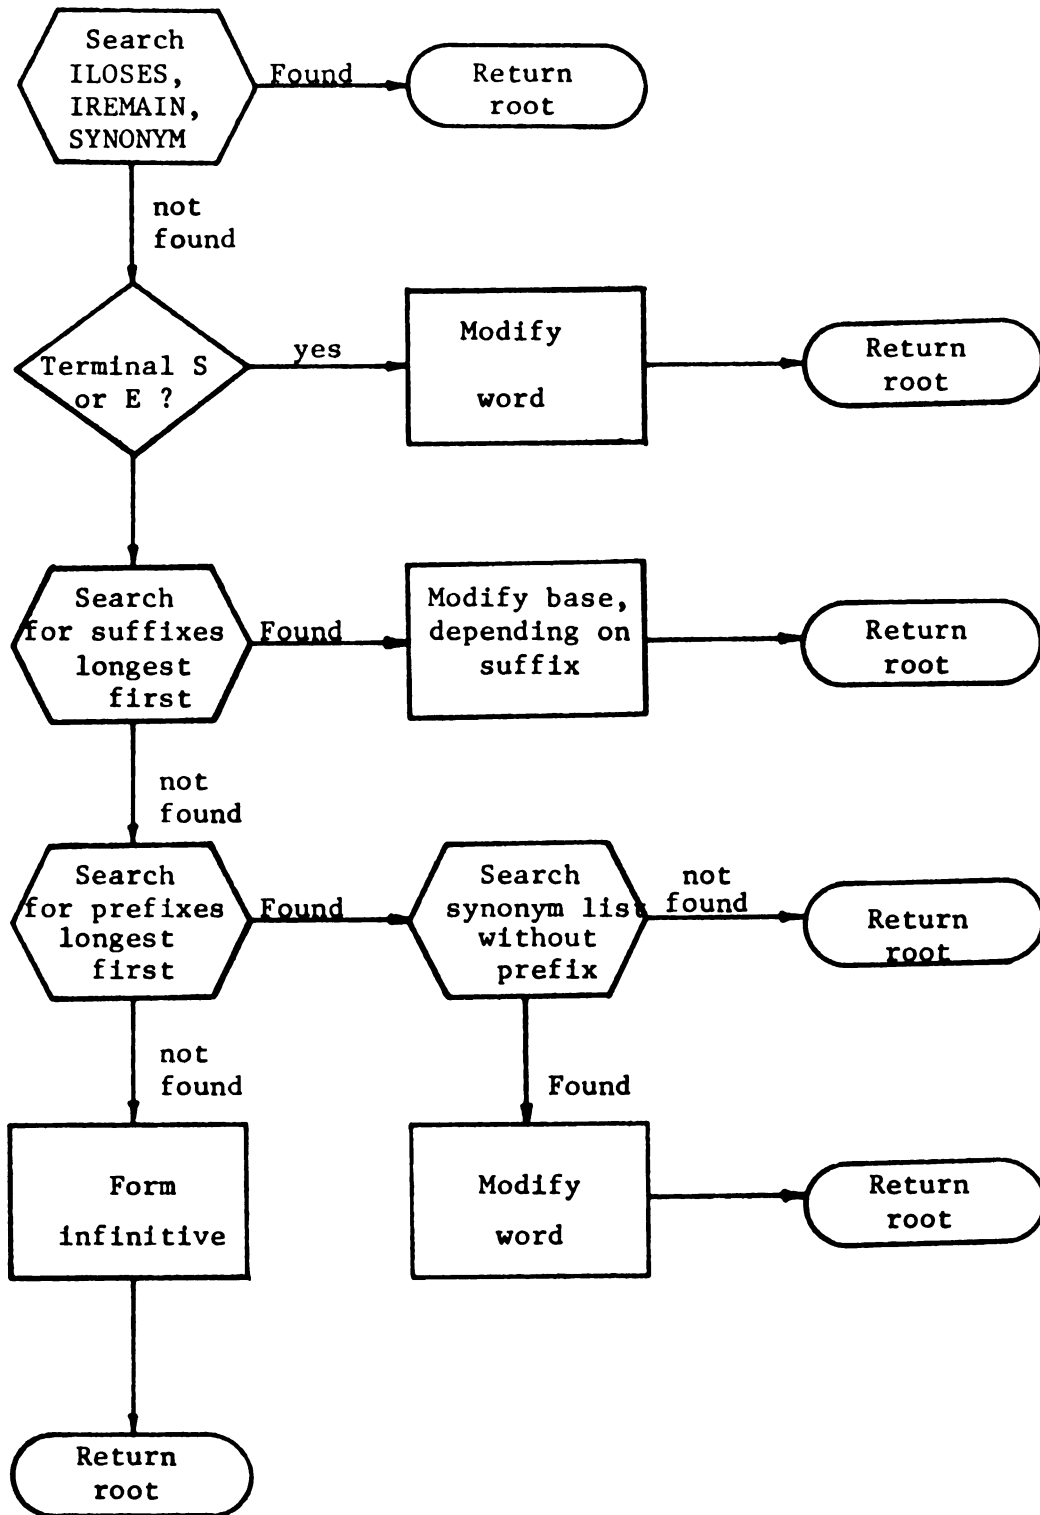 Search
ILOSES,
IREMAIN,
SYNONYM
Found
Return
root
not
found
Terminal S
or E ?
yes
Modify
word
Return
root
Search
for suffixes
longest
first
Found
Modify base,
depending on
suffix
Return
root
not
found
Search
for prefixes
longest
first
Found
Search
synonym list
without
prefix
not
found
Return
root
not
found
Found
Form
infinitive
Modify
word
Return
root
Return
root